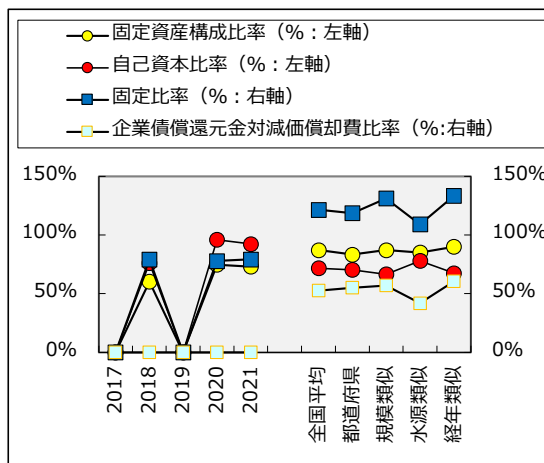 固定資産構成比率（%：左軸）
自己資本比率（%：左軸）
固定比率（%：右軸）
企業債償還元金対減価償却費比率（%:右軸）
150% 150%
100% 100%
50% 50%
0% 0%
2017 2018 2019 2020 2021 全国平均 都道府県 規模類似 水源類似 経年類似